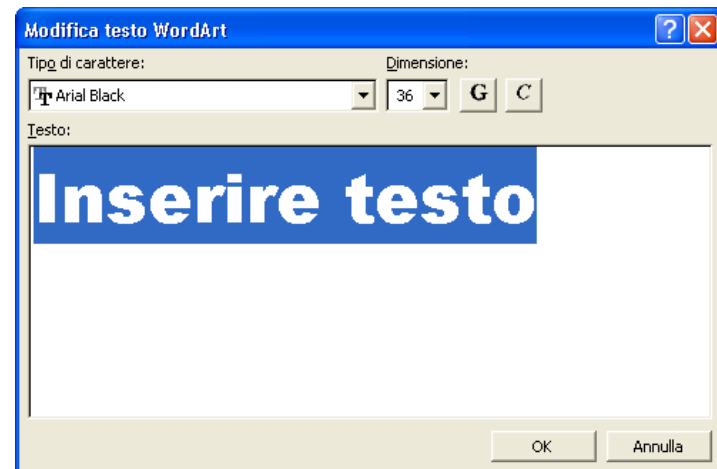 Modifica testo WordArt
Tipo di carattere: Dimensione:
Arial Black 36 G C
Testo:
Inserire testo
OK Annulla